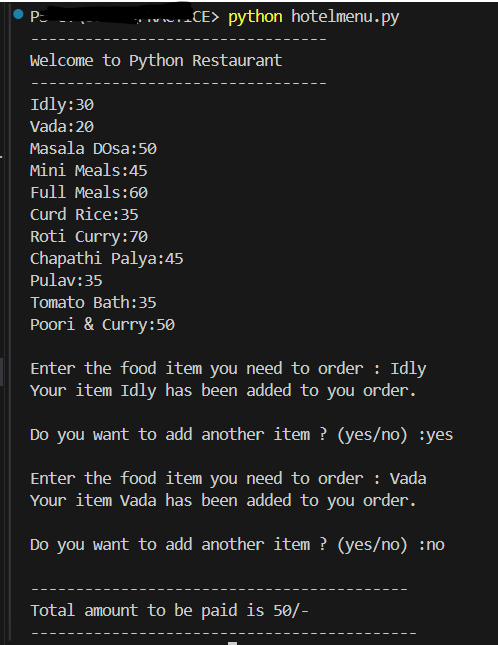 CE> python hotelmenu.py
---------------------------------
Welcome to Python Restaurant
---------------------------------
Idly:30
Vada:20
Masala DOsa:50
Mini Meals:45
Full Meals:60
Curd Rice:35
Roti Curry:70
Chapathi Palya:45
Pulav:35
Tomato Bath:35
Poori & Curry:50
Enter the food item you need to order : Idly
Your item Idly has been added to you order.
Do you want to add another item ? (yes/no) :yes
Enter the food item you need to order : Vada
Your item Vada has been added to you order.
Do you want to add another item ? (yes/no) :no
------------------------------------------
Total amount to be paid is 50/-
-------------------------------------------